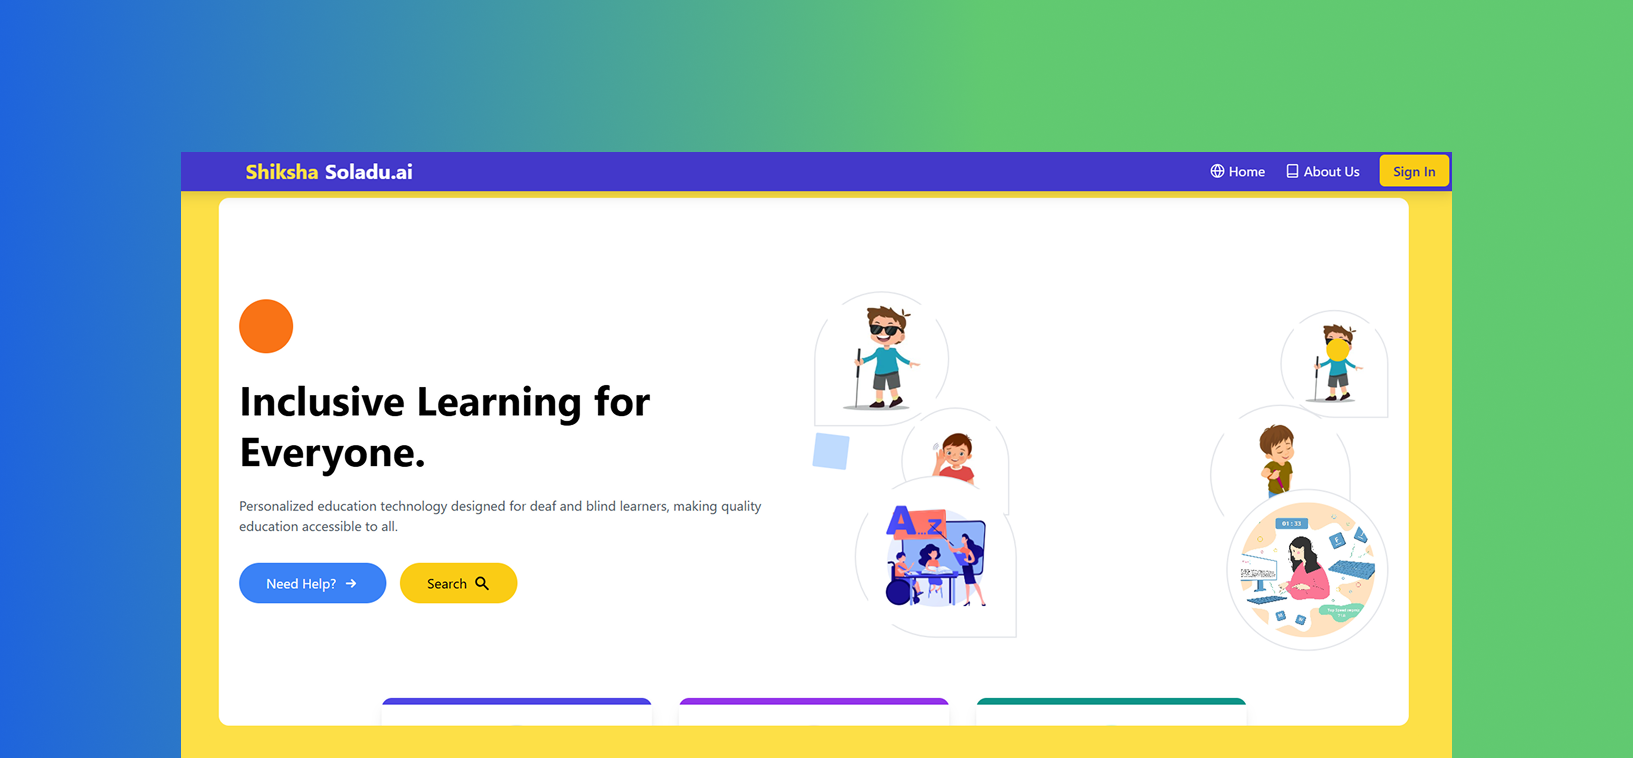 Shiksha Soladu.ai
Home
About Us
Sign In
Inclusive Learning for
Everyone.
Personalized education technology designed for deaf and blind learners, making quality
education accessible to all.
Need Help?
Search
A...Z
01 : 33